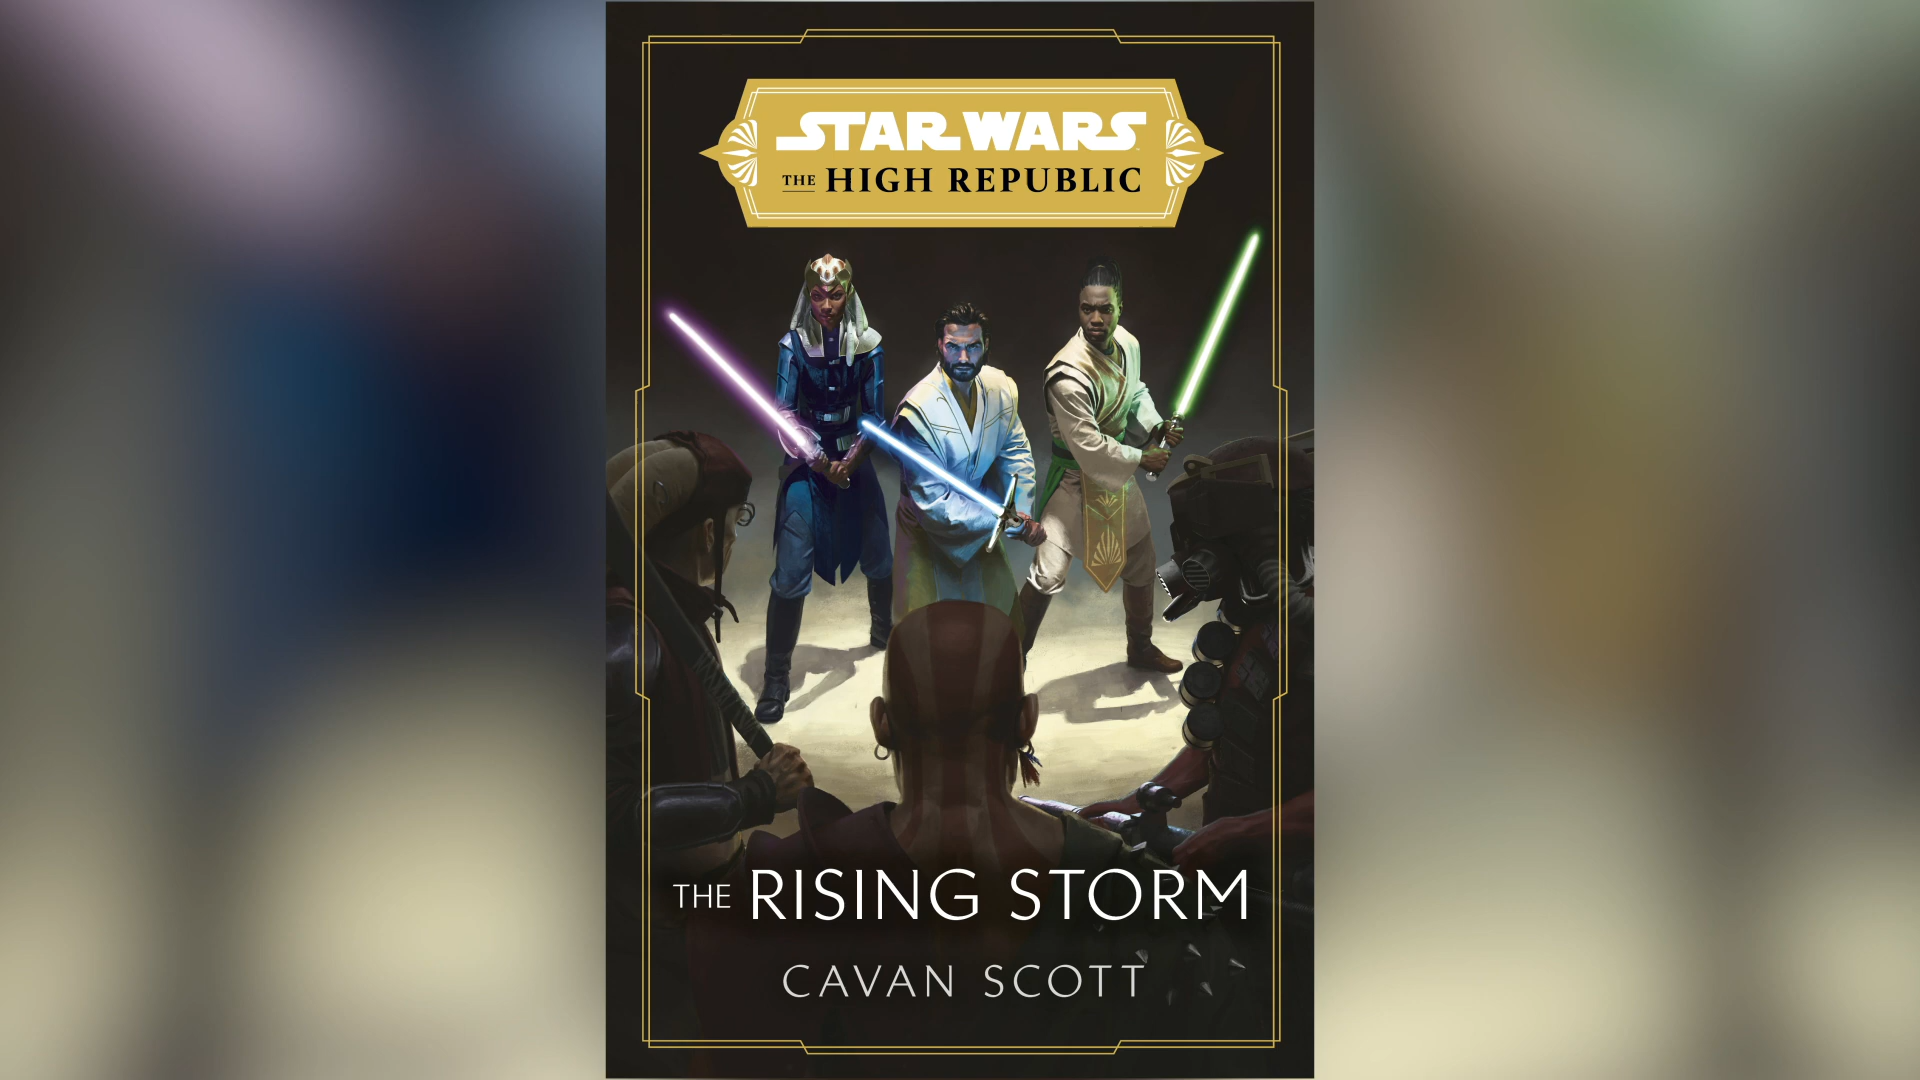 STAR WARS
THE HIGH REPUBLIC
THE RISING STORM
CAVAN SCOTT